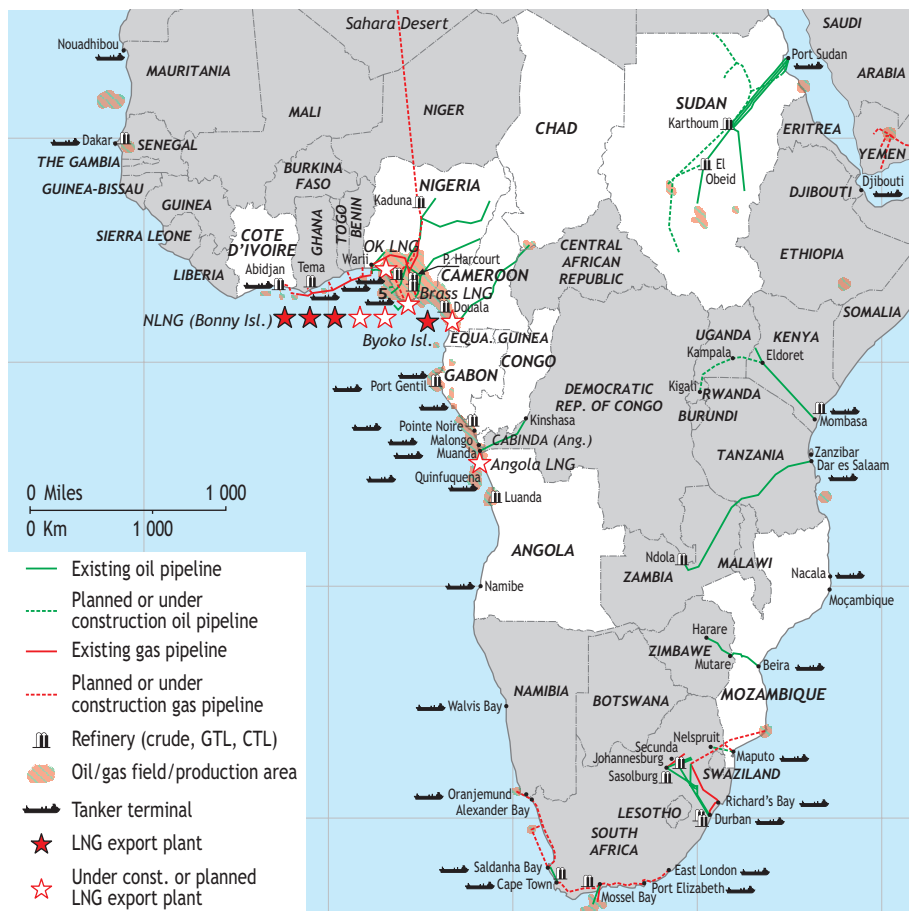 Sahara Desert
SAUDI
ARABIA
Nouadhibou
MAURITANIA
MALI
NIGER
CHAD
SUDAN
Port Sudan
Karthoum
ERITREA
YEMEN
Dakar
SENEGAL
THE GAMBIA
GUINEA-BISSAU
GUINEA
SIERRA LEONE
LIBERIA
BURKINA
FASO
COTE
D'IVOIRE
GHANA
TOGO
BENIN
Abidjan
Tema
NIGERIA
Kaduna
OK LNG
Warii
P. Harcourt
CAMEROON
5
Brass LNG
Douala
NLNG (Bonny Isl.)
Byoko Isl.
EQUA. GUINEA
El
Obeid
DJIBOUTI
Djibouti
ETHIOPIA
SOMALIA
CENTRAL
AFRICAN
REPUBLIC
UGANDA
Kampala
KENYA
Eldoret
CONGO
GABON
Port Gentil
DEMOCRATIC
REP. OF CONGO
Kigali
RWANDA
BURUNDI
Mombasa
Pointe Noire
Malongo
Muanda
Kinshasa
CABINDA (Ang.)
Angola LNG
Quinfuquena
Luanda
TANZANIA
Zanzibar
Dar es Salaam
0 Miles 1 000
0 Km 1 000
ANGOLA
Ndola
ZAMBIA
MALAWI
Nacala
Moçambique
Namibe
Harare
ZIMBABWE
Mutare
Beira
MOZAMBIQUE
NAMIBIA
BOTSWANA
Walvis Bay
Nelspruit
Secunda
Johannesburg
Sasolburg
Maputo
SWAZILAND
Oranjemund
Alexander Bay
LESOTHO
Richard's Bay
Durban
SOUTH
AFRICA
Saldanha Bay
Cape Town
East London
Port Elizabeth
Mossel Bay
Existing oil pipeline
Planned or under
construction oil pipeline
Existing gas pipeline
Planned or under
construction gas pipeline
Refinery (crude, GTL, CTL)
Oil/gas field/production area
Tanker terminal
LNG export plant
Under const. or planned
LNG export plant